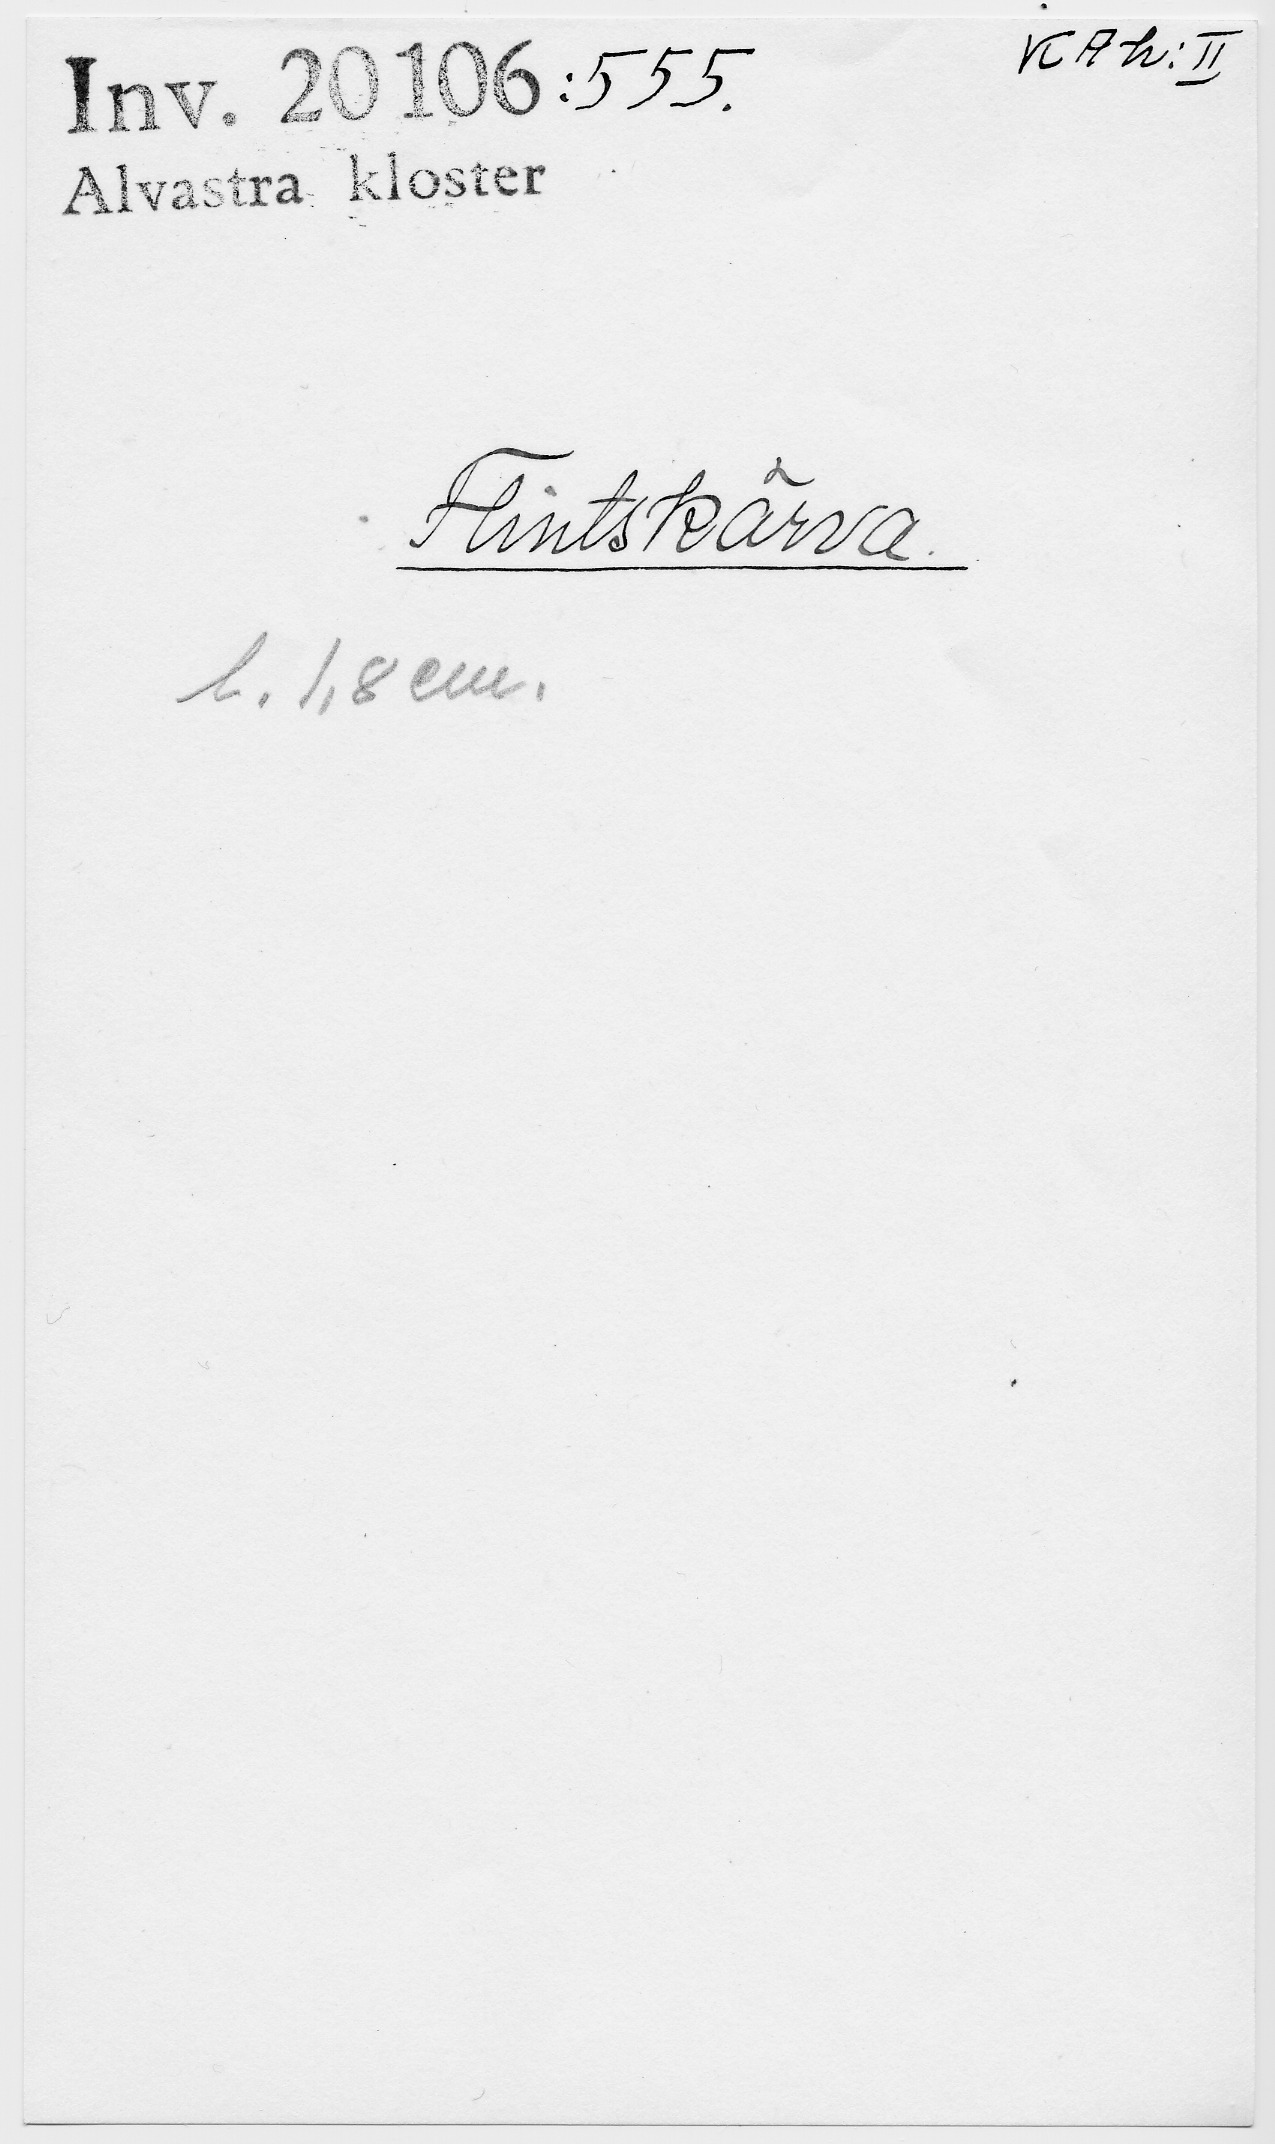 Inv. 20106:555.
KAh:II
Alvastra kloster
Flintskärva.
L. 1,8 cm.